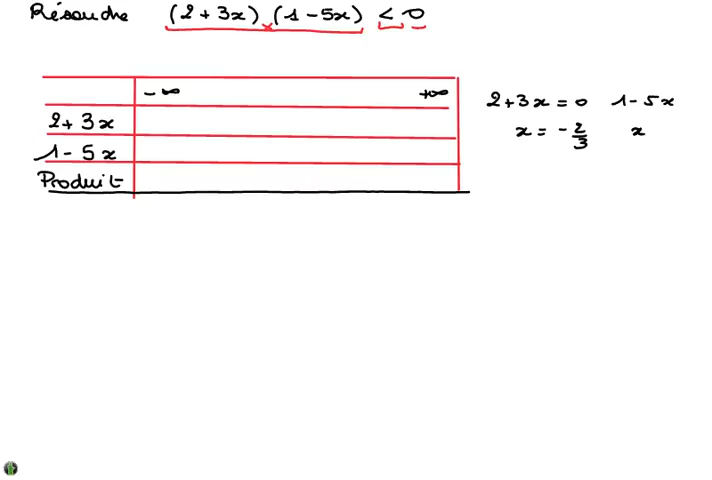 Résoudre (2 + 3x) (1 - 5x) < 0
- ∞ +∞
2 + 3x
1 - 5x
Produit
2 + 3x = 0 1 - 5x
x = - 2/3 x